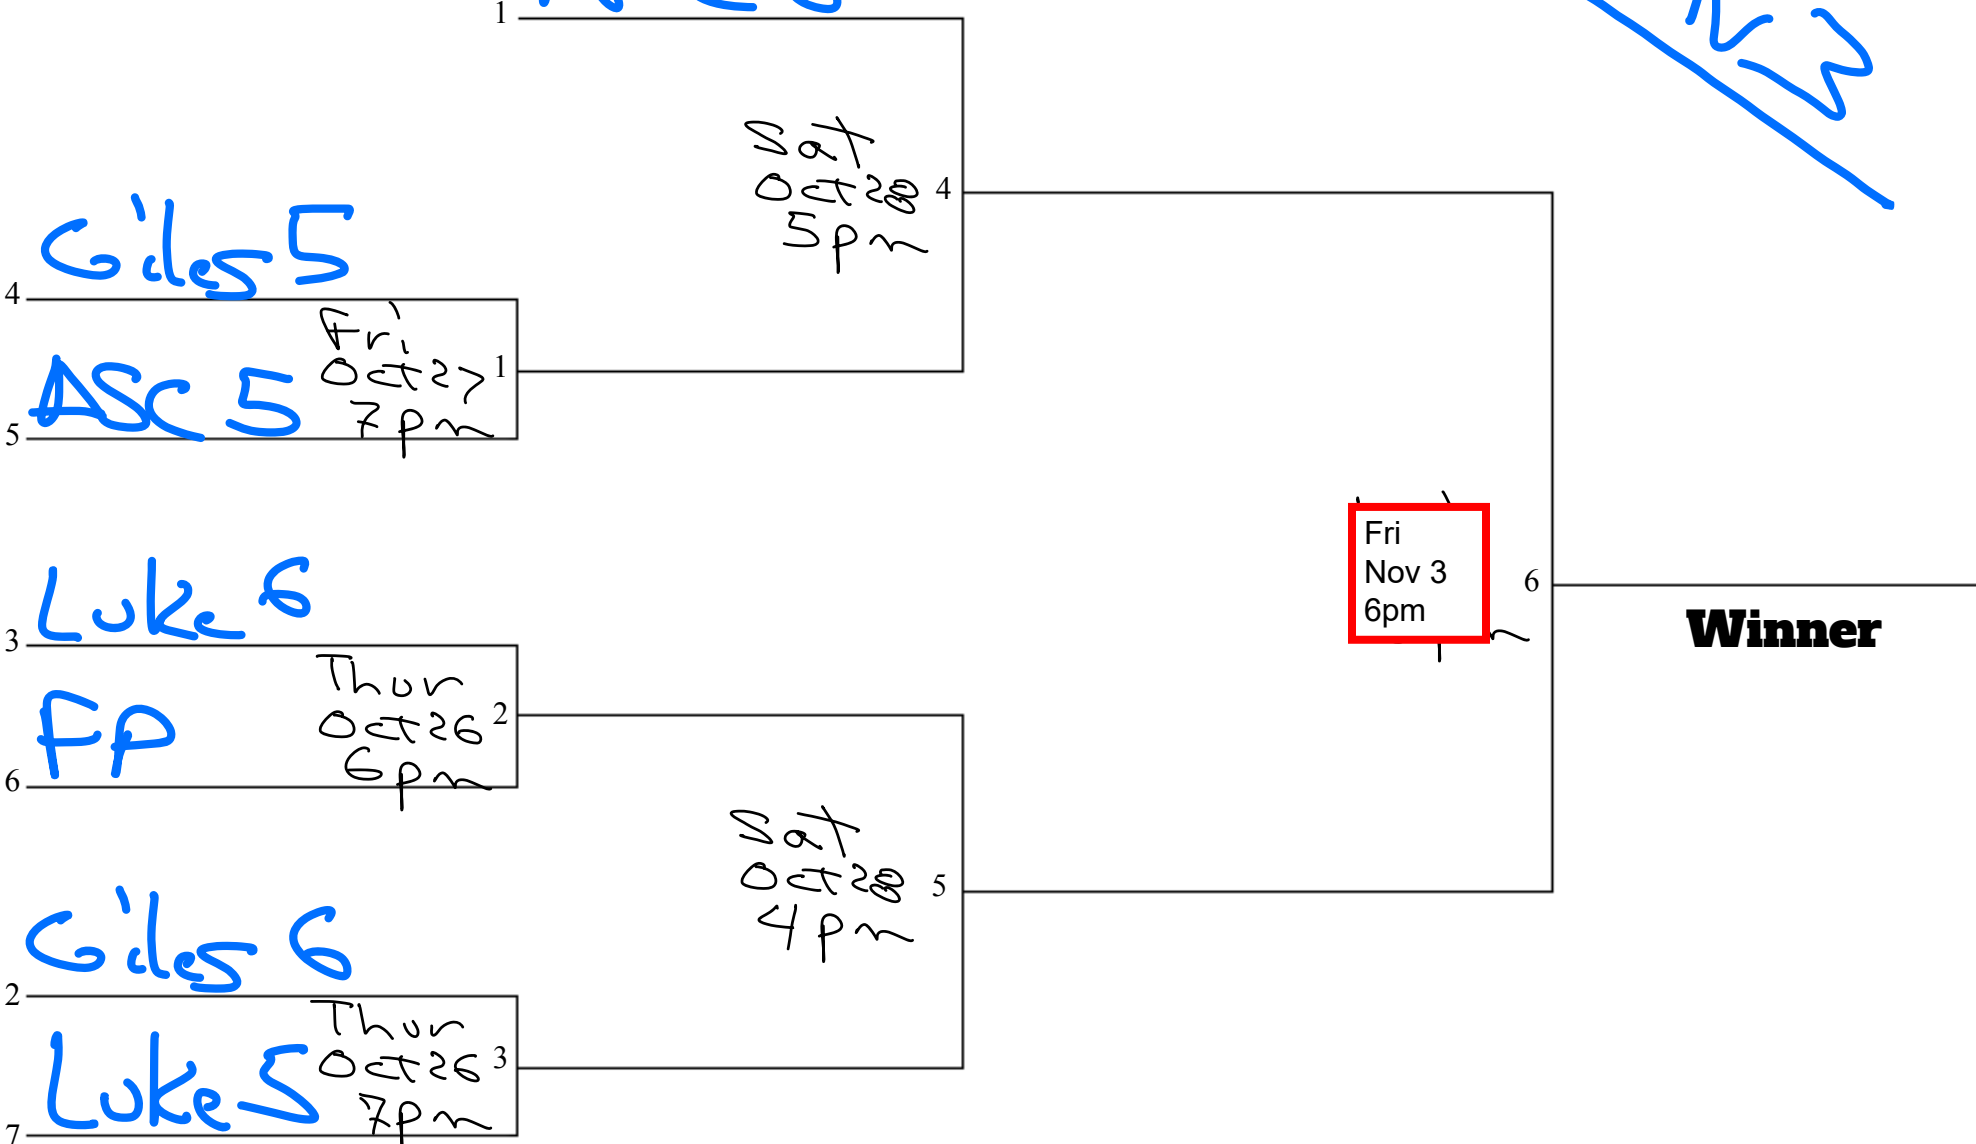 1
Sat
Oct 28
4
5pm
Giles 5
4
Fri
Oct 27
1
ASC 5
7pm
5
Fri
Nov 3
6pm
6
Winner
Luke 6
3
Thur
Oct 26
2
FP
6pm
6
Sat
Oct 28
5
4pm
Giles 6
2
Thur
Oct 26
3
Luke 5
7pm
7